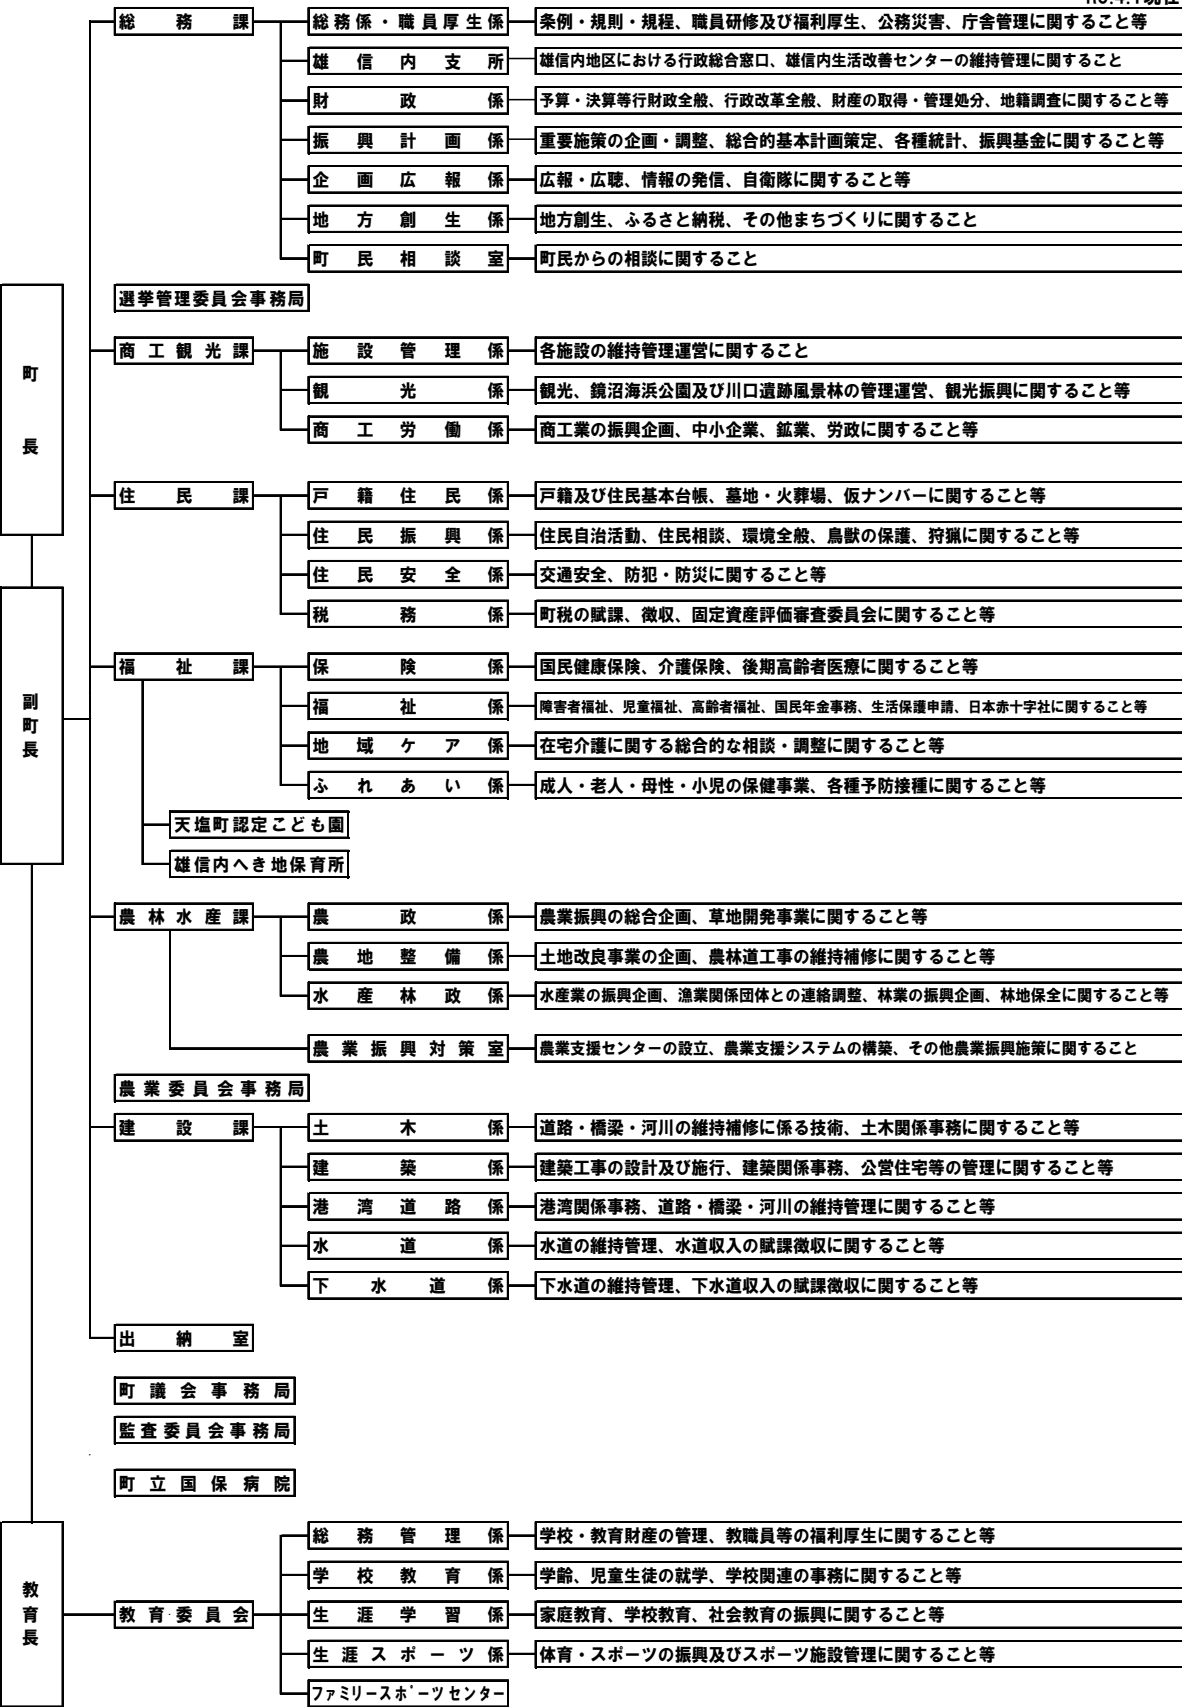 総務課
総務係・職員厚生係 条例・規則・規程、職員研修及び福利厚生、公務災害、庁舎管理に関すること等
雄信内支所 雄信内地区における行政総合窓口、雄信内生活改善センターの維持管理に関すること
財政係 予算・決算等行財政全般、行政改革全般、財産の取得・管理処分、地籍調査に関すること等
振興計画係 重要施策の企画・調整、総合的基本計画策定、各種統計、振興基金に関すること等
企画広報係 広報・広聴、情報の発信、自衛隊に関すること等
地方創生係 地方創生、ふるさと納税、その他まちづくりに関すること
町民相談室 町民からの相談に関すること
選挙管理委員会事務局
町長
商工観光課
施設管理係 各施設の維持管理運営に関すること
観光係 観光、鏡沼海浜公園及び川口遺跡風景林の管理運営、観光振興に関すること等
商工労働係 商工業の振興企画、中小企業、鉱業、労政に関すること等
住民課
戸籍住民係 戸籍及び住民基本台帳、墓地・火葬場、仮ナンバーに関すること等
住民振興係 住民自治活動、住民相談、環境全般、鳥獣の保護、狩猟に関すること等
住民安全係 交通安全、防犯・防災に関すること等
税務係 町税の賦課、徴収、固定資産評価審査委員会に関すること等
副町長
福祉課
保険係 国民健康保険、介護保険、後期高齢者医療に関すること等
福祉係 障害者福祉、児童福祉、高齢者福祉、国民年金事務、生活保護申請、日本赤十字社に関すること等
地域ケア係 在宅介護に関する総合的な相談・調整に関すること等
ふれあい係 成人・老人・母性・小児の保健事業、各種予防接種に関すること等
天塩町認定こども園
雄信内へき地保育所
農林水産課
農政係 農業振興の総合企画、草地開発事業に関すること等
農地整備係 土地改良事業の企画、農林道工事の維持補修に関すること等
水産林政係 水産業の振興企画、漁業関係団体との連絡調整、林業の振興企画、林地保全に関すること等
農業振興対策室 農業支援センターの設立、農業支援システムの構築、その他農業振興施策に関すること
農業委員会事務局
建設課
土木係 道路・橋梁・河川の維持補修に係る技術、土木関係事務に関すること等
建築係 建築工事の設計及び施行、建築関係事務、公営住宅等の管理に関すること等
港湾道路係 港湾関係事務、道路・橋梁・河川の維持管理に関すること等
水道係 水道の維持管理、水道収入の賦課徴収に関すること等
下水道係 下水道の維持管理、下水道収入の賦課徴収に関すること等
出納室
町議会事務局
監査委員会事務局
町立国保病院
教育長
教育委員会
総務管理係 学校・教育財産の管理、教職員等の福利厚生に関すること等
学校教育係 学齢、児童生徒の就学、学校関連の事務に関すること等
生涯学習係 家庭教育、学校教育、社会教育の振興に関すること等
生涯スポーツ係 体育・スポーツの振興及びスポーツ施設管理に関すること等
ファミリースポーツセンター